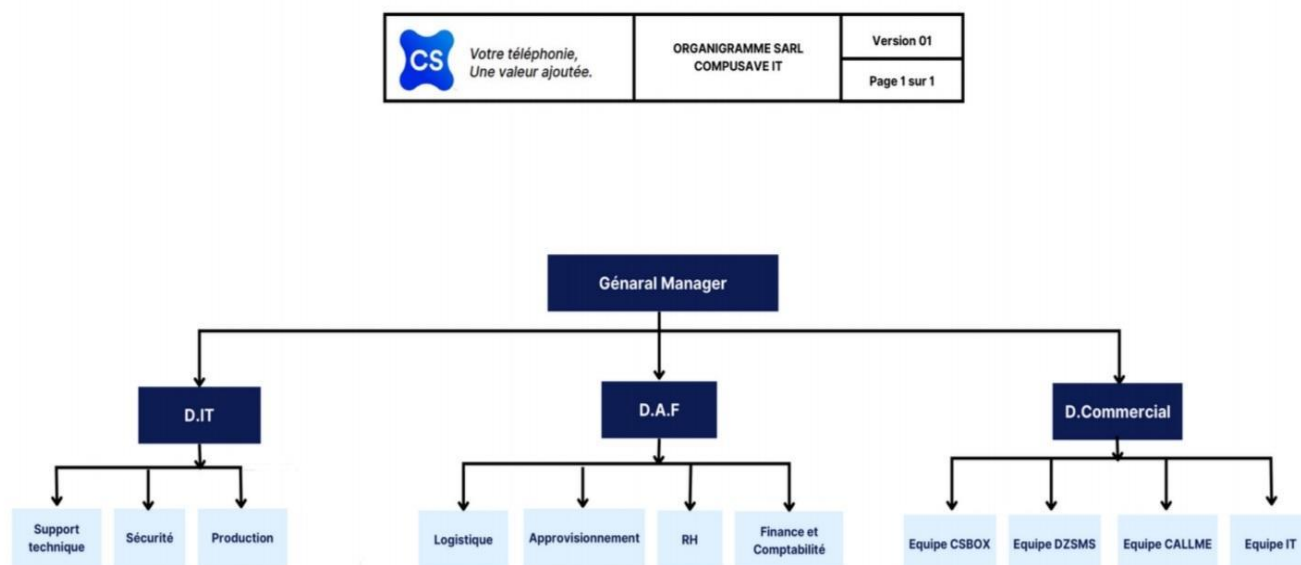 CS
Votre téléphonie,
Une valeur ajoutée.
ORGANIGRAMME SARL
COMPUSAVE IT
Version 01
Page 1 sur 1
Génaral Manager
D.IT
D.A.F
D.Commercial
Support
technique
Sécurité
Production
Logistique
Approvisionnement
RH
Finance et
Comptabilité
Equipe CSBOX
Equipe DZSMS
Equipe CALLME
Equipe IT